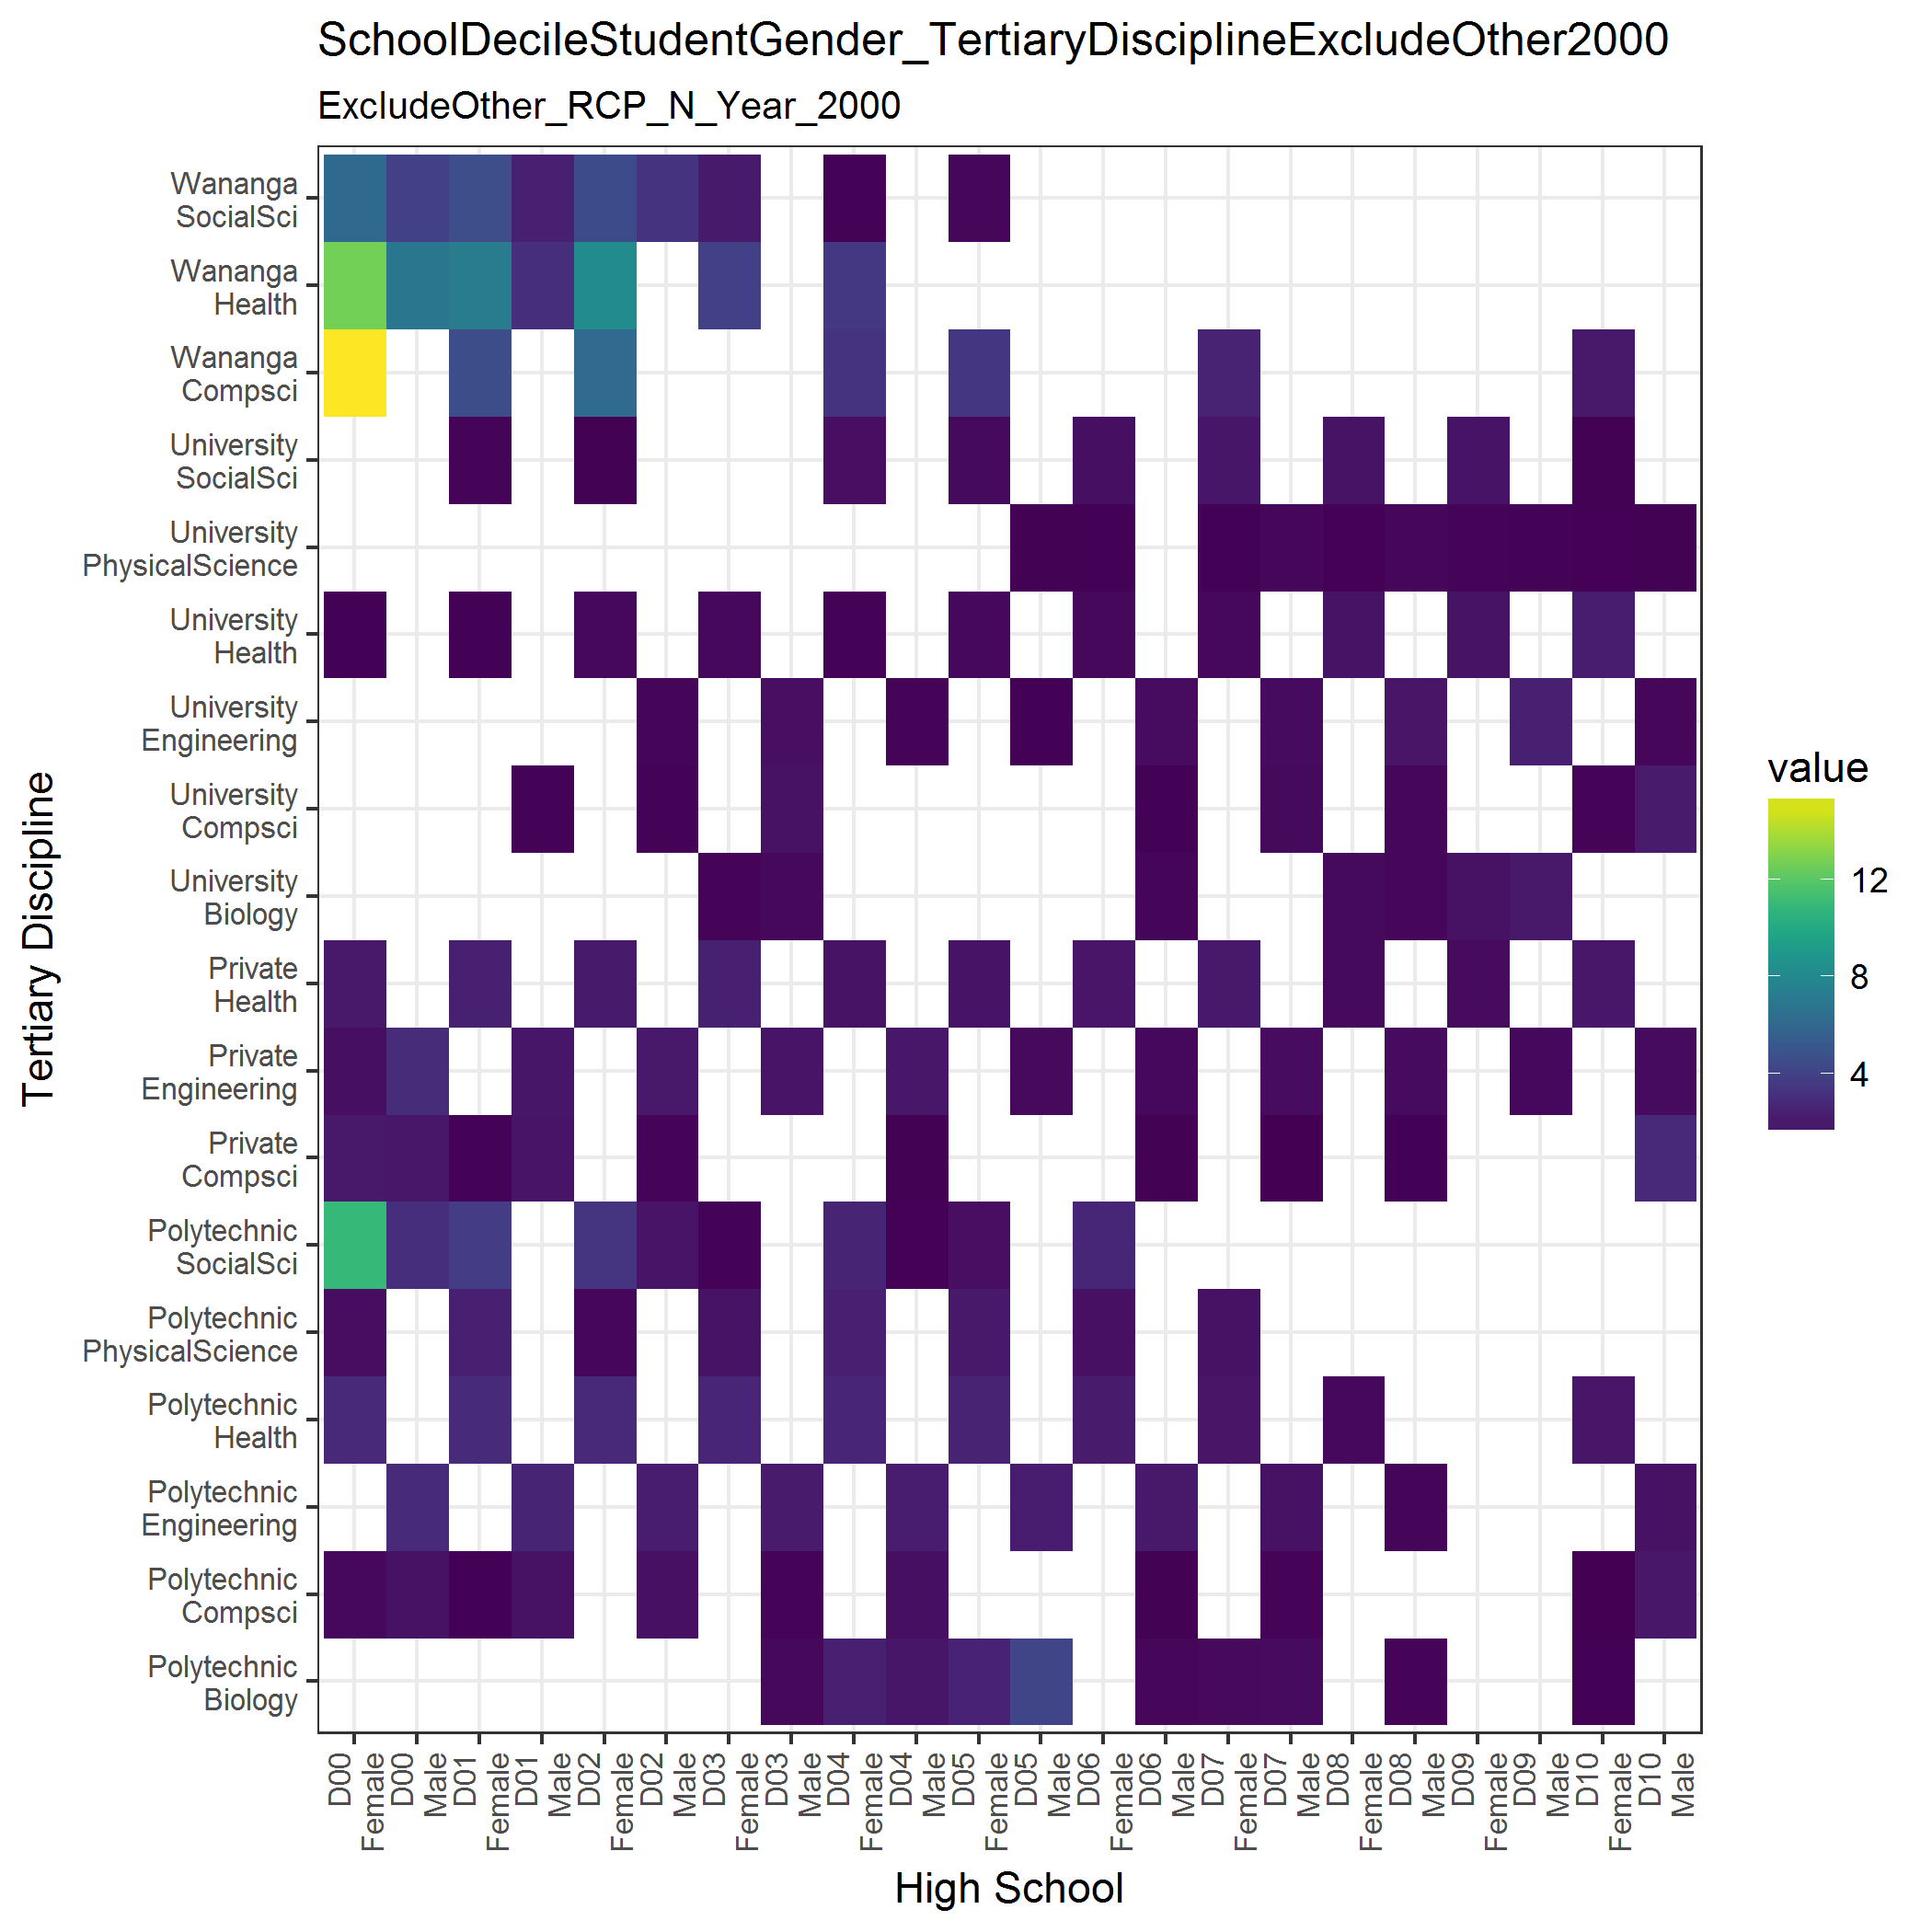 SchoolDecileStudentGender_TertiaryDisciplineExcludeOther2000
ExcludeOther_RCP_N_Year_2000
Tertiary Discipline
Wananga
SocialSci
Wananga
Health
Wananga
Compsci
University
SocialSci
University
PhysicalScience
University
Health
University
Engineering
University
Compsci
University
Biology
Private
Health
Private
Engineering
Private
Compsci
Polytechnic
SocialSci
Polytechnic
PhysicalScience
Polytechnic
Health
Polytechnic
Engineering
Polytechnic
Compsci
Polytechnic
Biology
D00
Female
D00
Male
D01
Female
D01
Male
D02
Female
D02
Male
D03
Female
D03
Male
D04
Female
D04
Male
D05
Female
D05
Male
D06
Female
D06
Male
D07
Female
D07
Male
D08
Female
D08
Male
D09
Female
D09
Male
D10
Female
D10
Male
High School
value
12
8
4